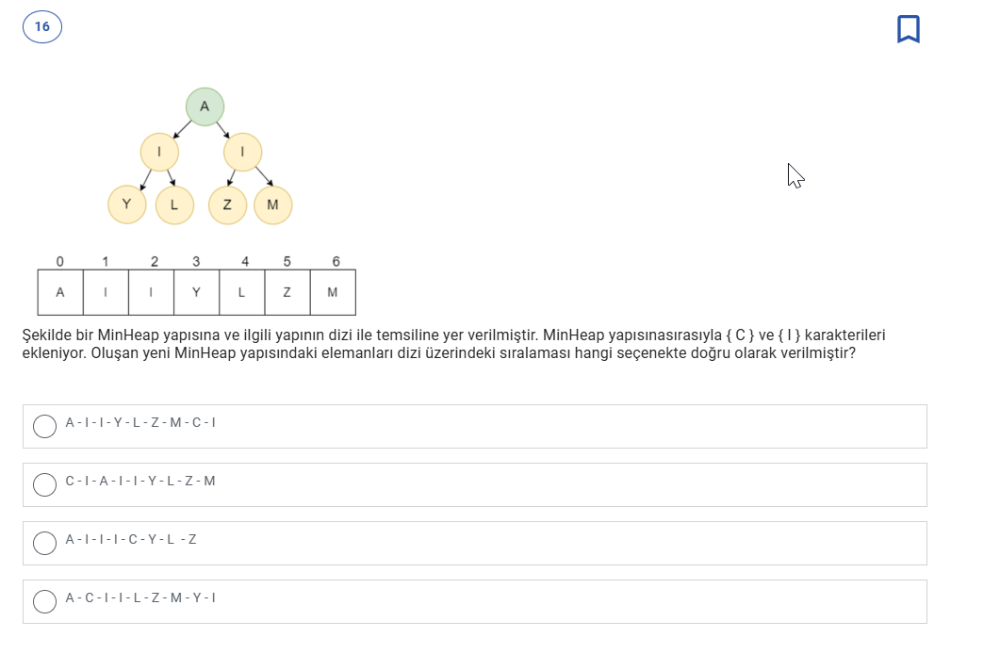 16
A
I I
Y L Z M
0 1 2 3 4 5 6
A I I Y L Z M
Şekilde bir MinHeap yapısına ve ilgili yapının dizi ile temsiline yer verilmiştir. MinHeap yapısınasırasıyla { C } ve { I } karakterileri
ekleniyor. Oluşan yeni MinHeap yapısındaki elemanları dizi üzerindeki sıralaması hangi seçenekte doğru olarak verilmiştir?
A - I - I - Y - L - Z - M - C - I
C - I - A - I - I - Y - L - Z - M
A - I - I - I - C - Y - L - Z
A - C - I - I - L - Z - M - Y - I